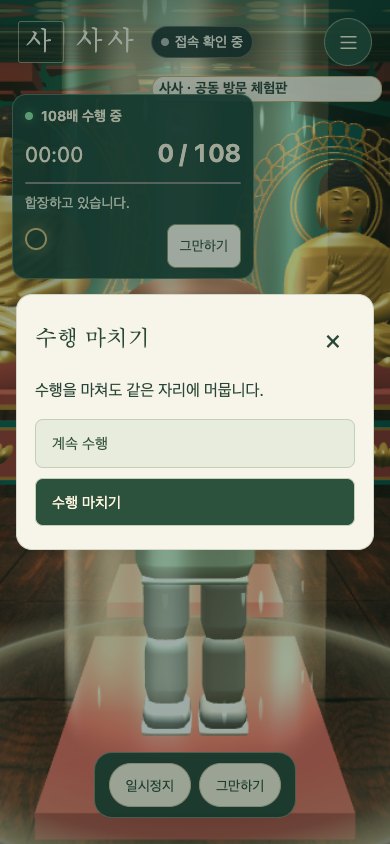 사 사사
접속 확인 중
사사 · 공동 방문 체험판
108배 수행 중
00:00 0 / 108
합장하고 있습니다.
그만하기
수행 마치기
×
수행을 마쳐도 같은 자리에 머뭅니다.
계속 수행
수행 마치기
일시정지 그만하기